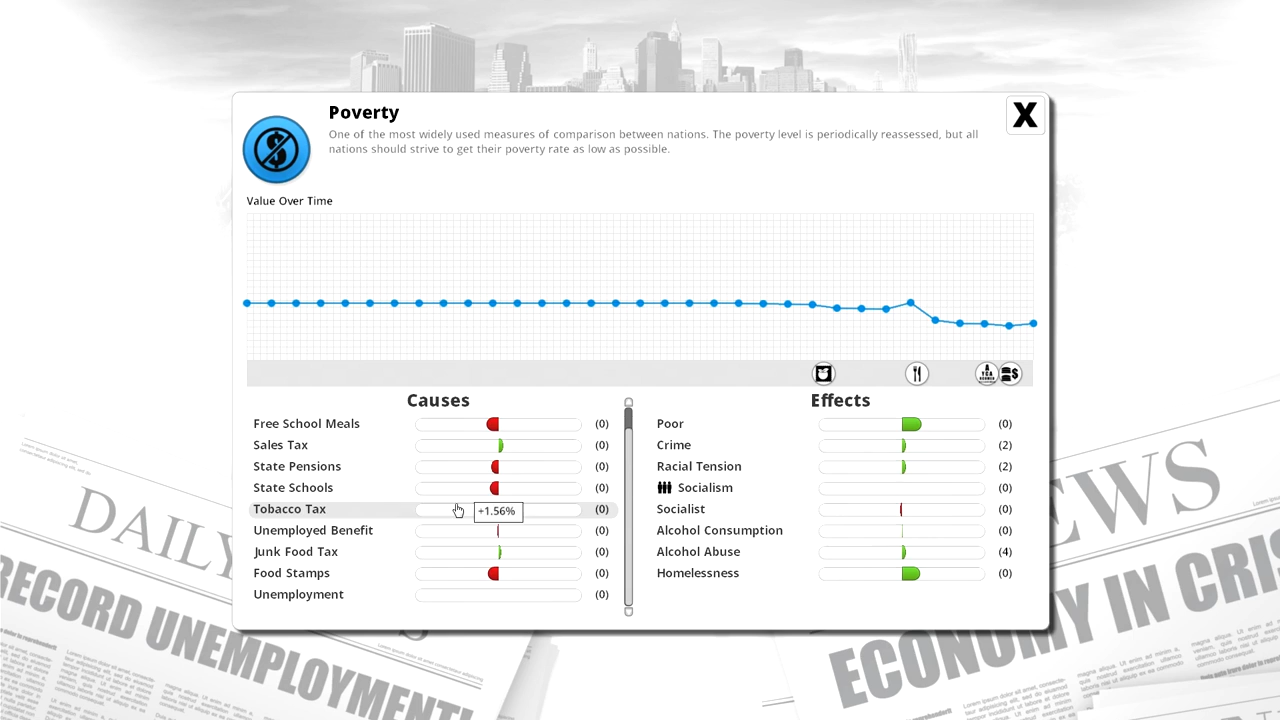 Poverty
X
One of the most widely used measures of comparison between nations. The poverty level is periodically reassessed, but all
nations should strive to get their poverty rate as low as possible.
Value Over Time
Causes
Effects
Free School Meals (0)
Poor (0)
Sales Tax (0)
Crime (2)
State Pensions (0)
Racial Tension (2)
State Schools (0)
Socialism (0)
Tobacco Tax +1.56% (0)
Socialist (0)
Unemployed Benefit (0)
Alcohol Consumption (0)
Junk Food Tax (0)
Alcohol Abuse (4)
Food Stamps (0)
Homelessness (0)
Unemployment (0)
DAILY
EWS
RECORD UNEMPLOYMENT!
ECONOMY IN CRIS